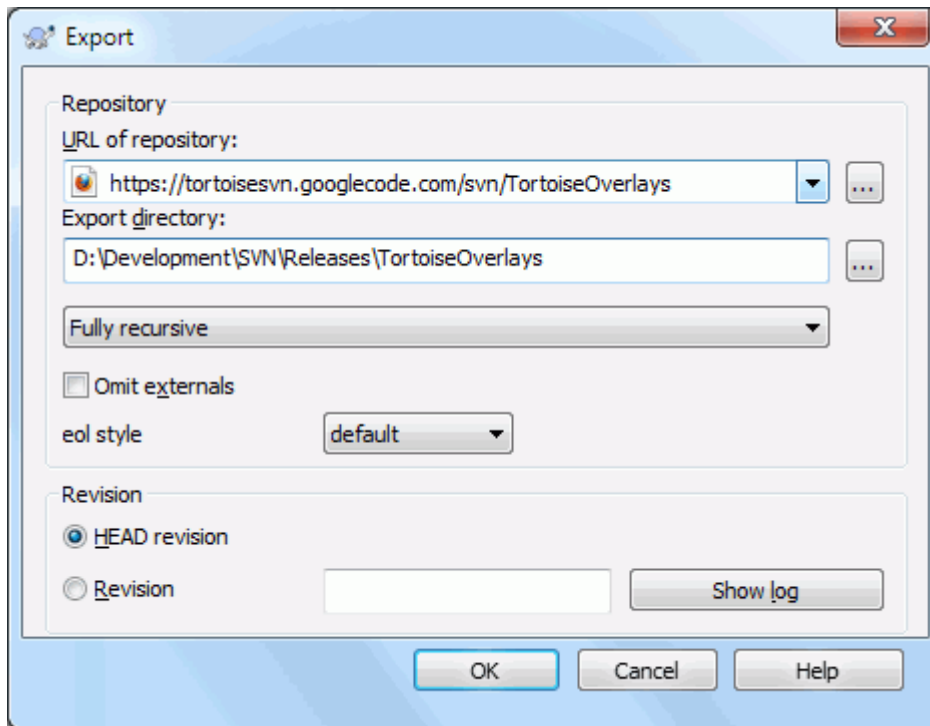 Export
Repository
URL of repository:
https://tortoisesvn.googlecode.com/svn/TortoiseOverlays
...
Export directory:
D:\Development\SVN\Releases\TortoiseOverlays
...
Fully recursive
Omit externals
eol style default
Revision
HEAD revision
Revision Show log
OK Cancel Help